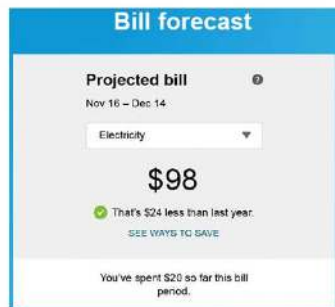 Bill forecast
Projected bill
Nov 16 – Dec 14
Electricity
$98
That's $24 less than last year.
SEE WAYS TO SAVE
You've spent $20 so far this bill
period.